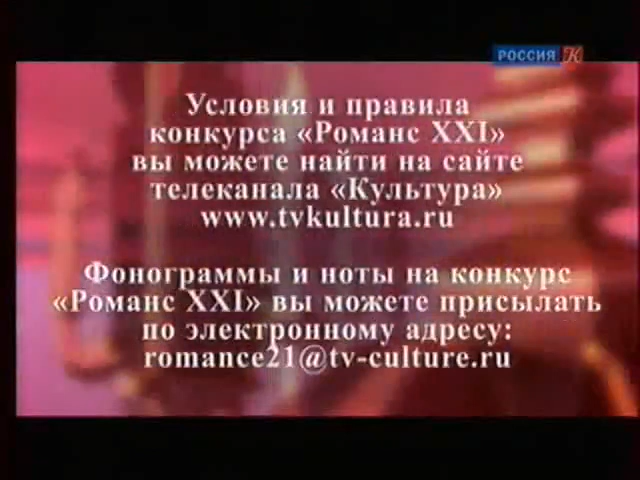 РОССИЯ К
Условия и правила
конкурса «Романс XXI»
вы можете найти на сайте
телеканала «Культура»
www.tvkultura.ru
Фонограммы и ноты на конкурс
«Романс XXI» вы можете присылать
по электронному адресу:
romance21@tv-culture.ru